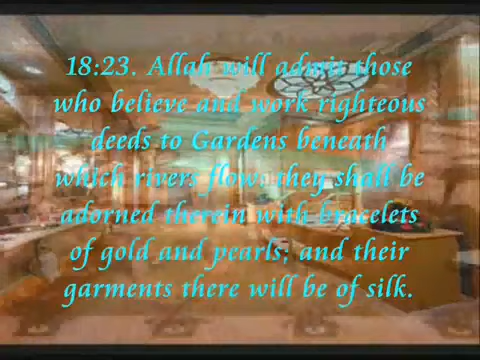 18:23. Allah will admit those
who believe and work righteous
deeds to Gardens beneath
which rivers flow: they shall be
adorned therein with bracelets
of gold and pearls; and their
garments there will be of silk.